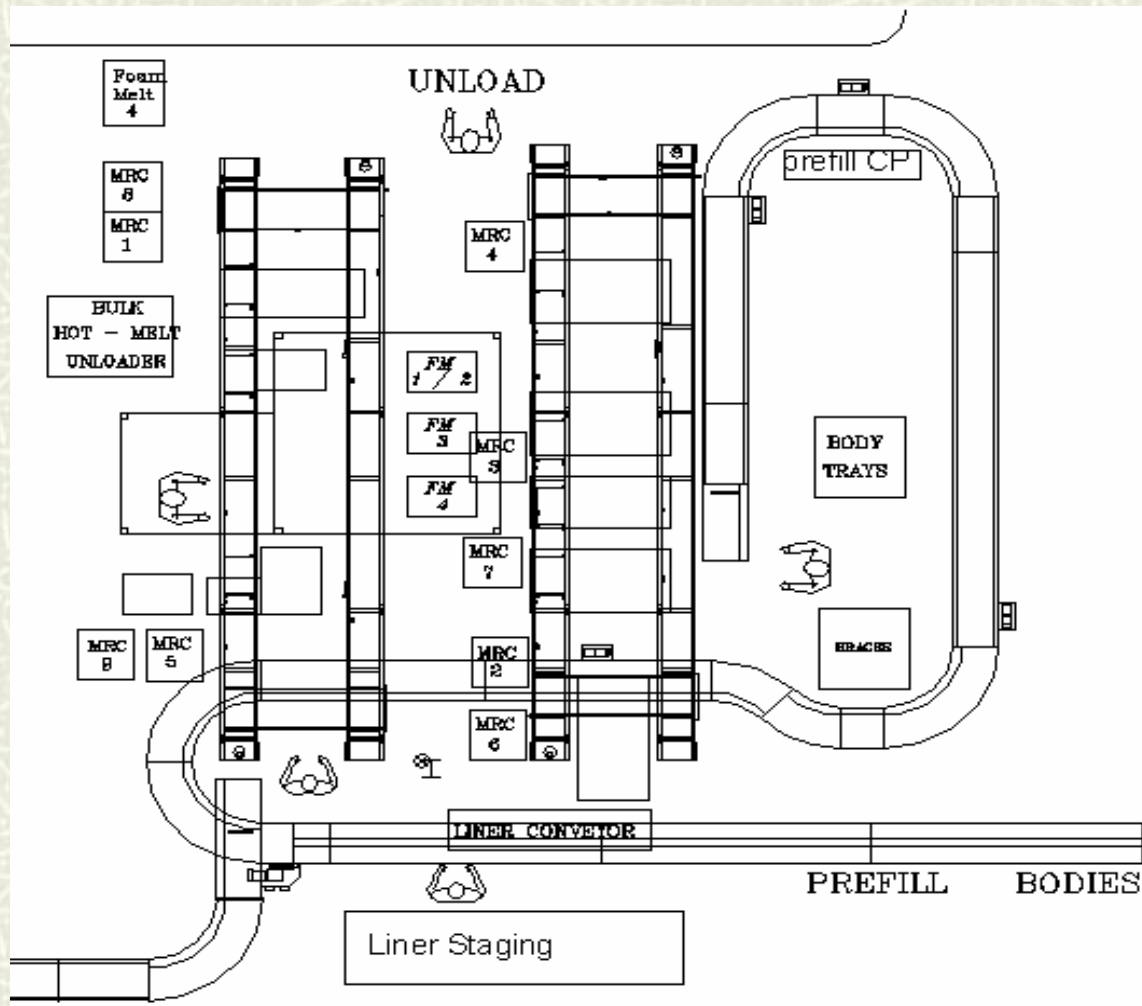 Foam
Melt
4
UNLOAD
prefill CP
MRC
8
MRC
1
MRC
4
BULK
HOT - MELT
UNLOADER
FM
1 / 2
FM
3
MRC
3
FM
4
BODY
TRAYS
MRC
7
MRC
9
MRC
5
MRC
2
BRACES
MRC
6
LINER CONVEYOR
PREFILL BODIES
Liner Staging